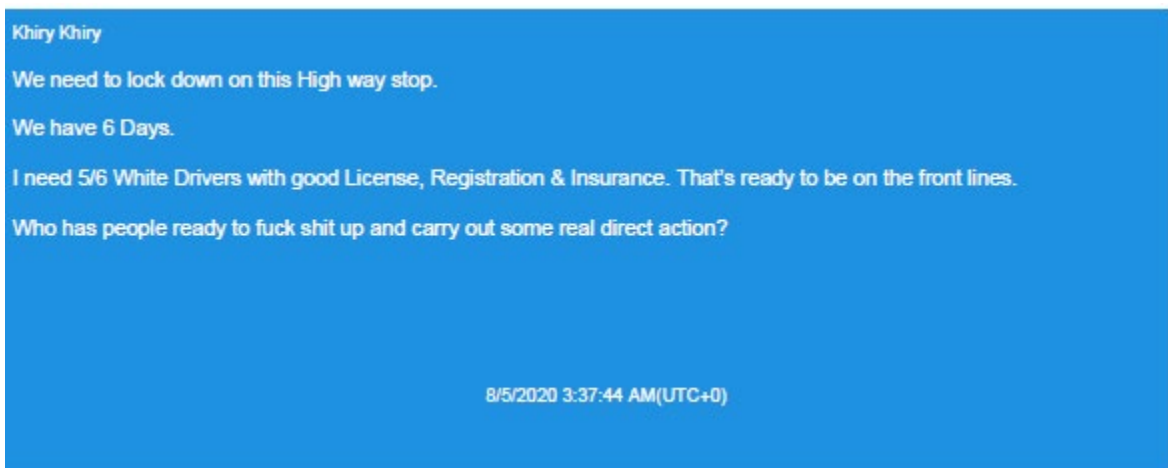 Khiry Khiry
We need to lock down on this High way stop.
We have 6 Days.
I need 5/6 White Drivers with good License, Registration & Insurance. That's ready to be on the front lines.
Who has people ready to fuck shit up and carry out some real direct action?
8/5/2020 3:37:44 AM(UTC+0)